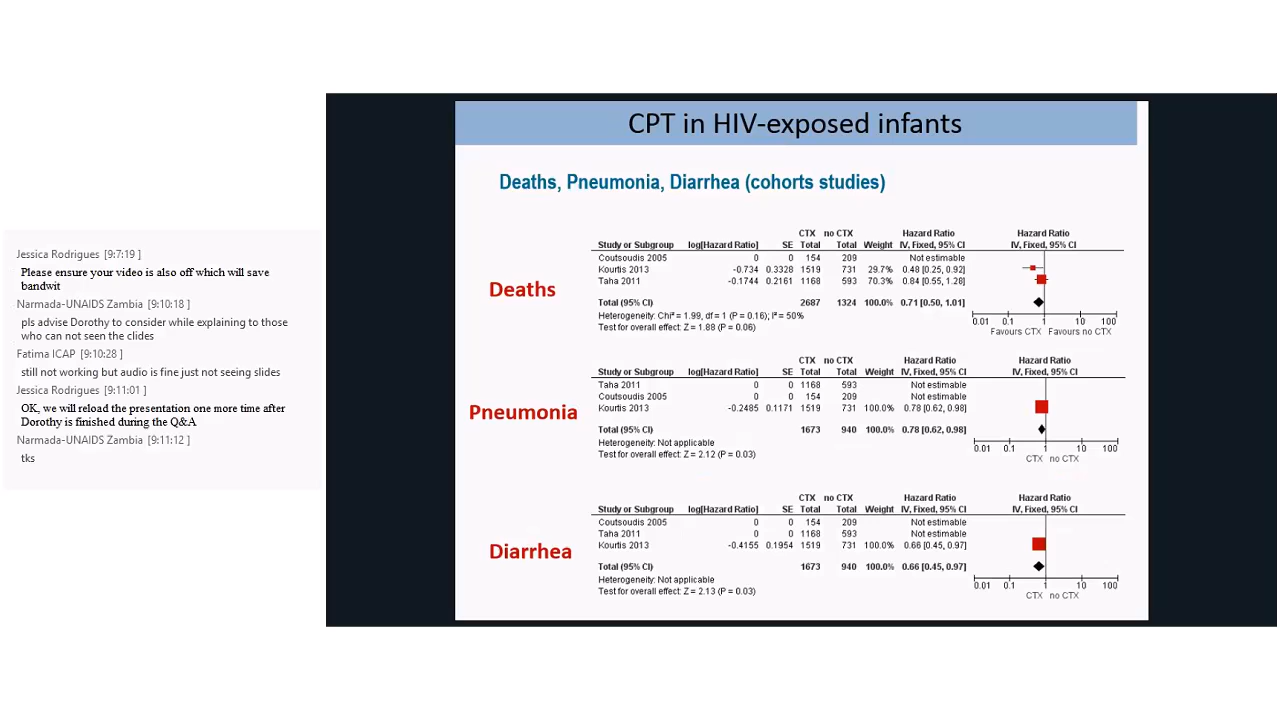 Jessica Rodrigues [9:7:19 ]
Please ensure your video is also off which will save
bandwit
Narmada-UNAIDS Zambia [9:10:18 ]
pls advise Dorothy to consider while explaining to those
who can not seen the clides
Fatima ICAP [9:10:28 ]
still not working but audio is fine just not seeing slides
Jessica Rodrigues [9:11:01 ]
OK, we will reload the presentation one more time after
Dorothy is finished during the Q&A
Narmada-UNAIDS Zambia [9:11:12 ]
tks
CPT in HIV-exposed infants
Deaths, Pneumonia, Diarrhea (cohorts studies)
Deaths
CTX no CTX Hazard Ratio Hazard Ratio
Study or Subgroup log[Hazard Ratio] SE Total Total Weight IV, Fixed, 95% CI IV, Fixed, 95% CI
Coutsoudis 2005 0 0 154 209 Not estimable
Kourtis 2013 -0.734 0.3328 1519 731 29.7% 0.48 [0.25, 0.92]
Taha 2011 -0.1744 0.2161 1168 593 70.3% 0.84 [0.55, 1.28]
Total (95% CI) 2687 1324 100.0% 0.71 [0.50, 1.01]
Heterogeneity: Chi² = 1.99, df = 1 (P = 0.16); I² = 50%
Test for overall effect: Z = 1.88 (P = 0.06)
0.01 0.1 1 10 100
Favours CTX Favours no CTX
Pneumonia
CTX no CTX Hazard Ratio Hazard Ratio
Study or Subgroup log[Hazard Ratio] SE Total Total Weight IV, Fixed, 95% CI IV, Fixed, 95% CI
Taha 2011 0 0 1168 593 Not estimable
Coutsoudis 2005 0 0 154 209 Not estimable
Kourtis 2013 -0.2485 0.1171 1519 731 100.0% 0.78 [0.62, 0.98]
Total (95% CI) 1673 940 100.0% 0.78 [0.62, 0.98]
Heterogeneity: Not applicable
Test for overall effect: Z = 2.12 (P = 0.03)
0.01 0.1 1 10 100
CTX no CTX
Diarrhea
CTX no CTX Hazard Ratio Hazard Ratio
Study or Subgroup log[Hazard Ratio] SE Total Total Weight IV, Fixed, 95% CI IV, Fixed, 95% CI
Coutsoudis 2005 0 0 154 209 Not estimable
Taha 2011 0 0 1168 593 Not estimable
Kourtis 2013 -0.4155 0.1954 1519 731 100.0% 0.66 [0.45, 0.97]
Total (95% CI) 1673 940 100.0% 0.66 [0.45, 0.97]
Heterogeneity: Not applicable
Test for overall effect: Z = 2.13 (P = 0.03)
0.01 0.1 1 10 100
CTX no CTX